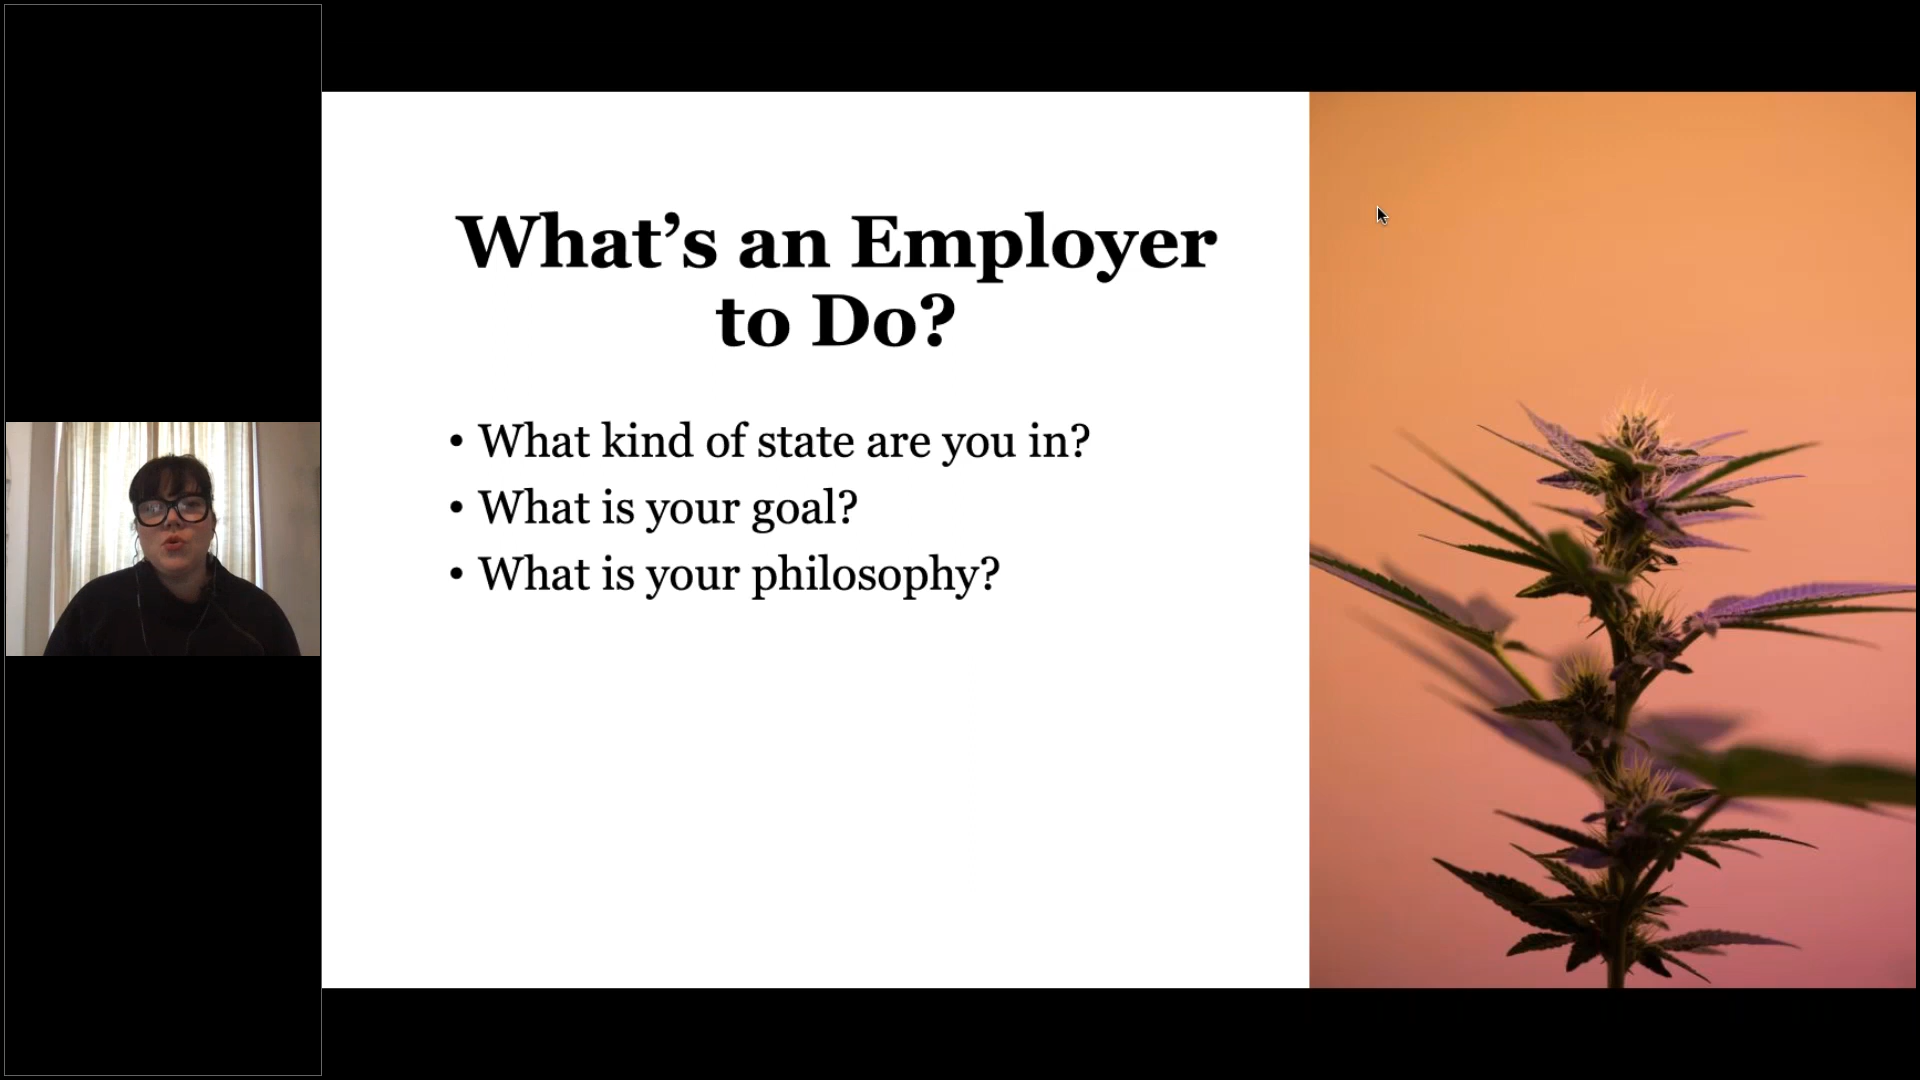 What’s an Employer
to Do?
• What kind of state are you in?
• What is your goal?
• What is your philosophy?